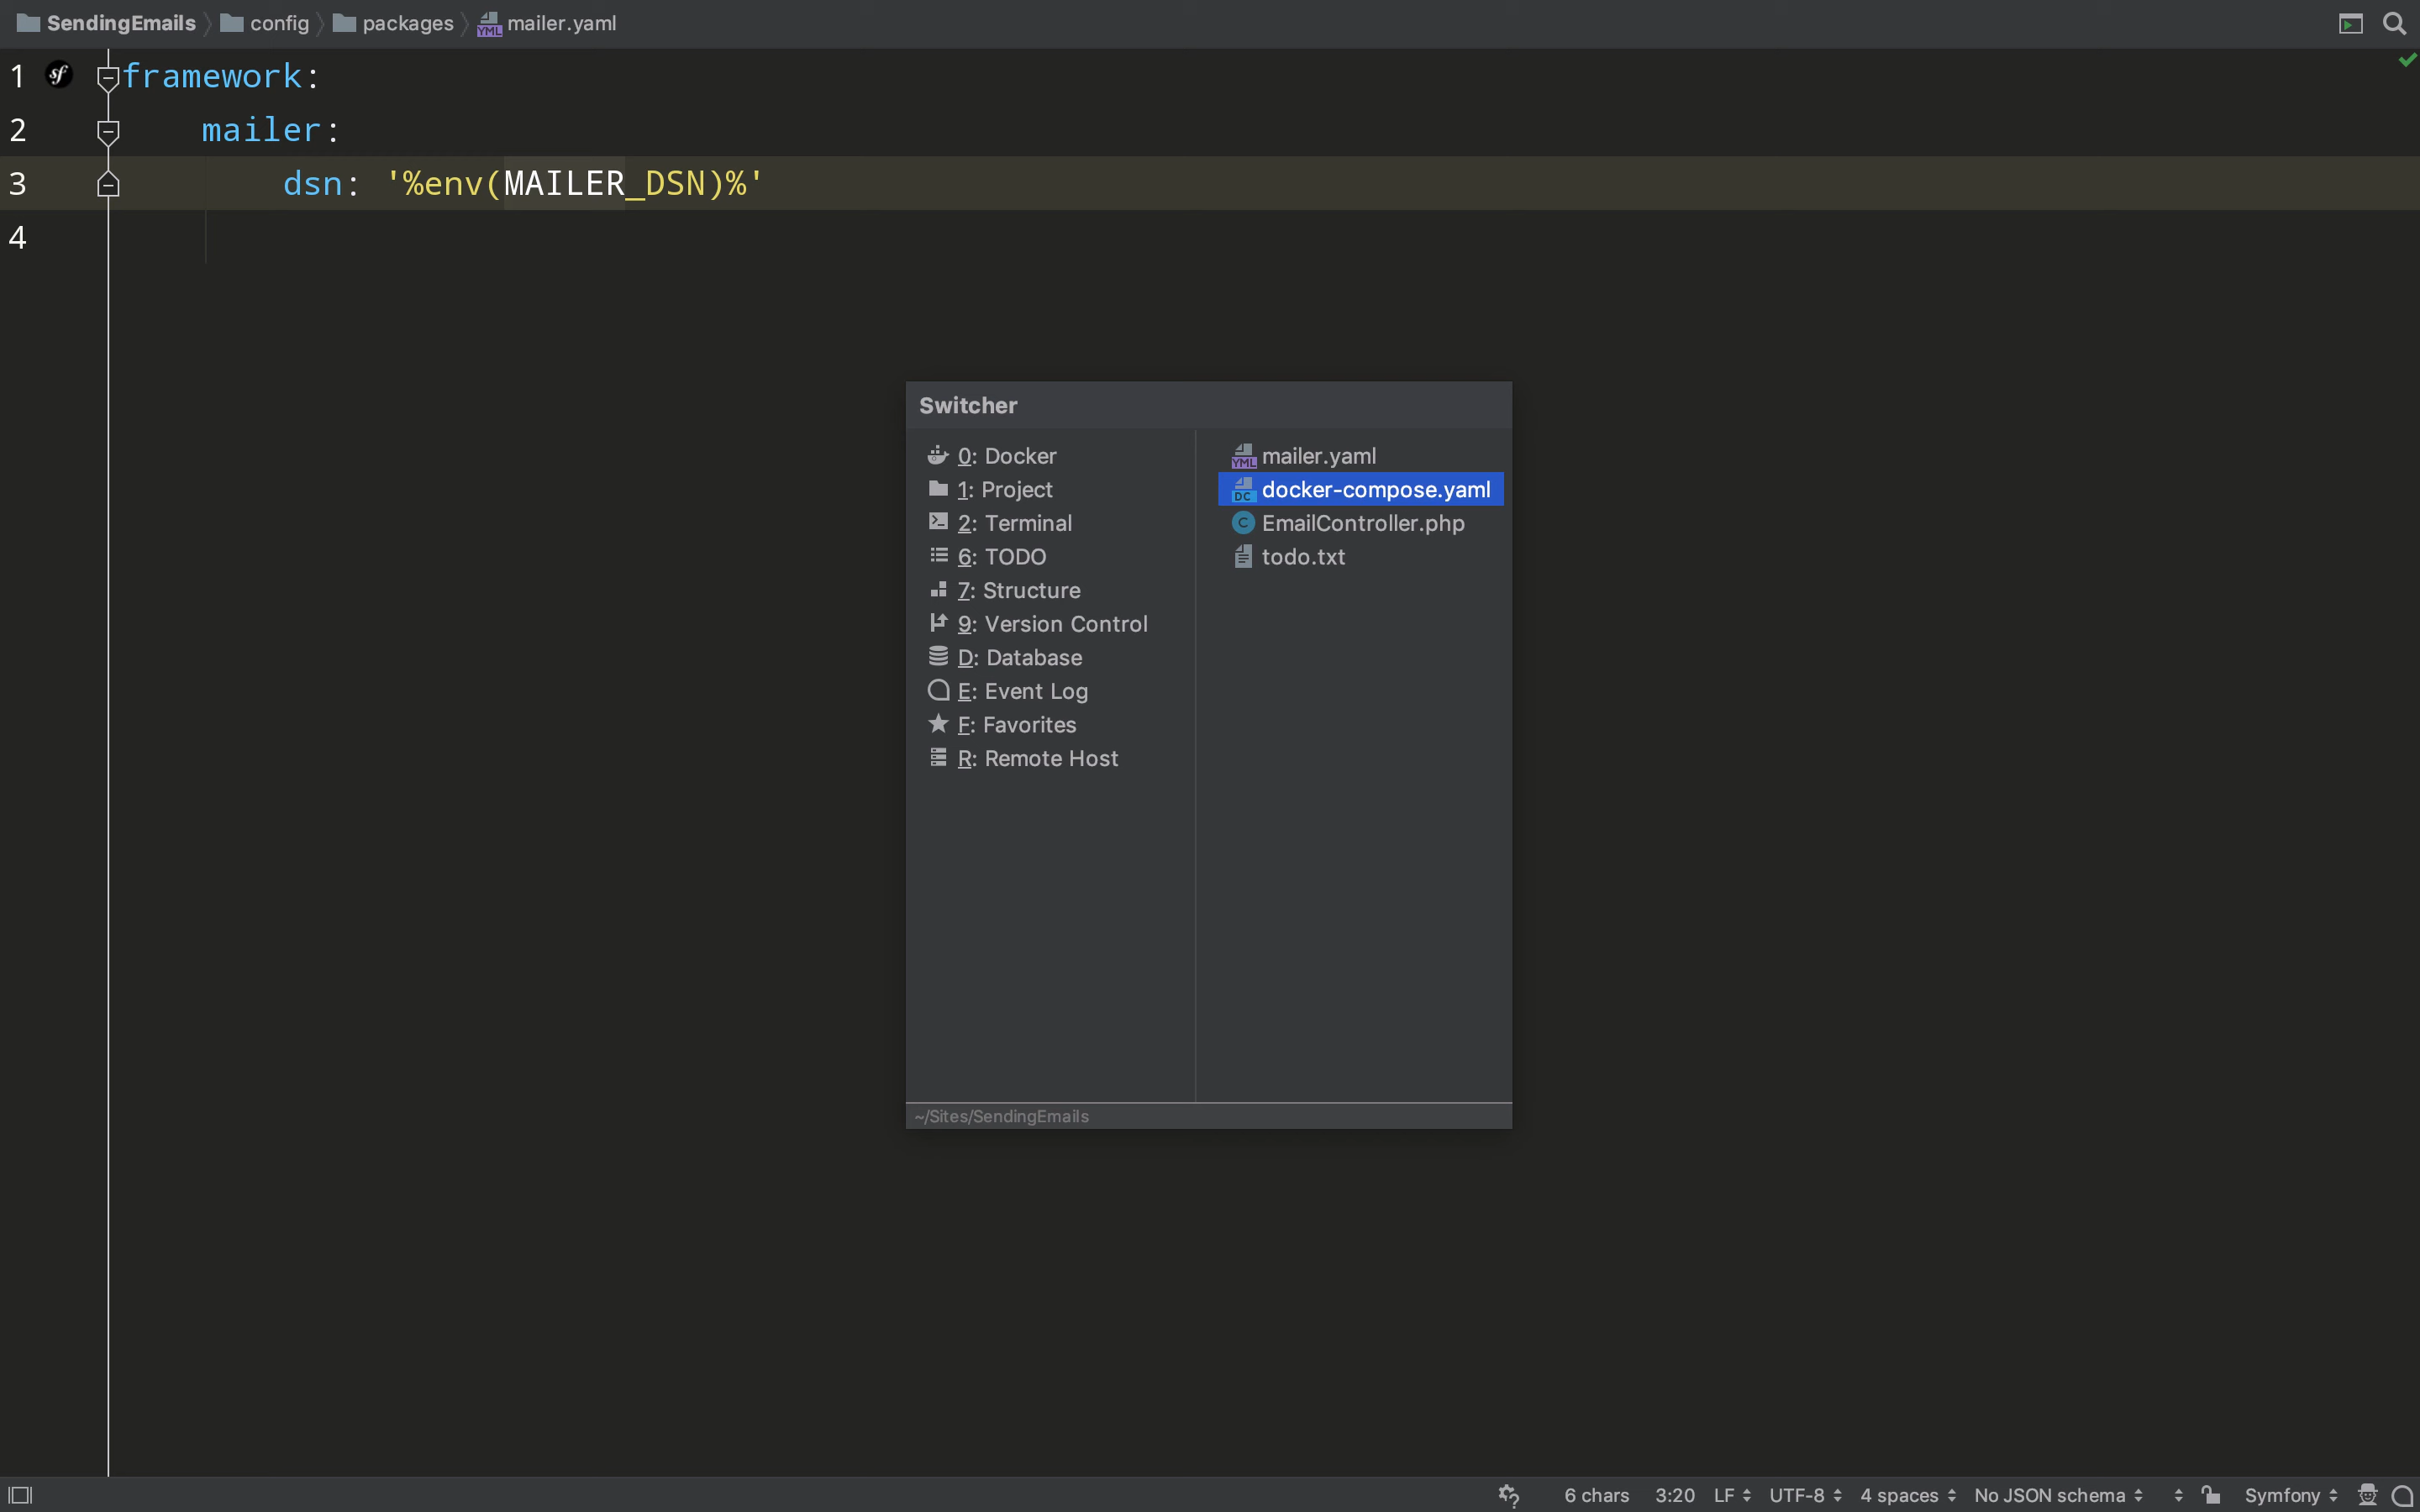 SendingEmails config packages mailer.yaml
1 framework:
2 mailer:
3 dsn: '%env(MAILER_DSN)%'
4
Switcher
0: Docker
1: Project
2: Terminal
6: TODO
7: Structure
9: Version Control
D: Database
E: Event Log
F: Favorites
R: Remote Host
mailer.yaml
docker-compose.yaml
EmailController.php
todo.txt
~/Sites/SendingEmails
6 chars 3:20 LF UTF-8 4 spaces No JSON schema Symfony